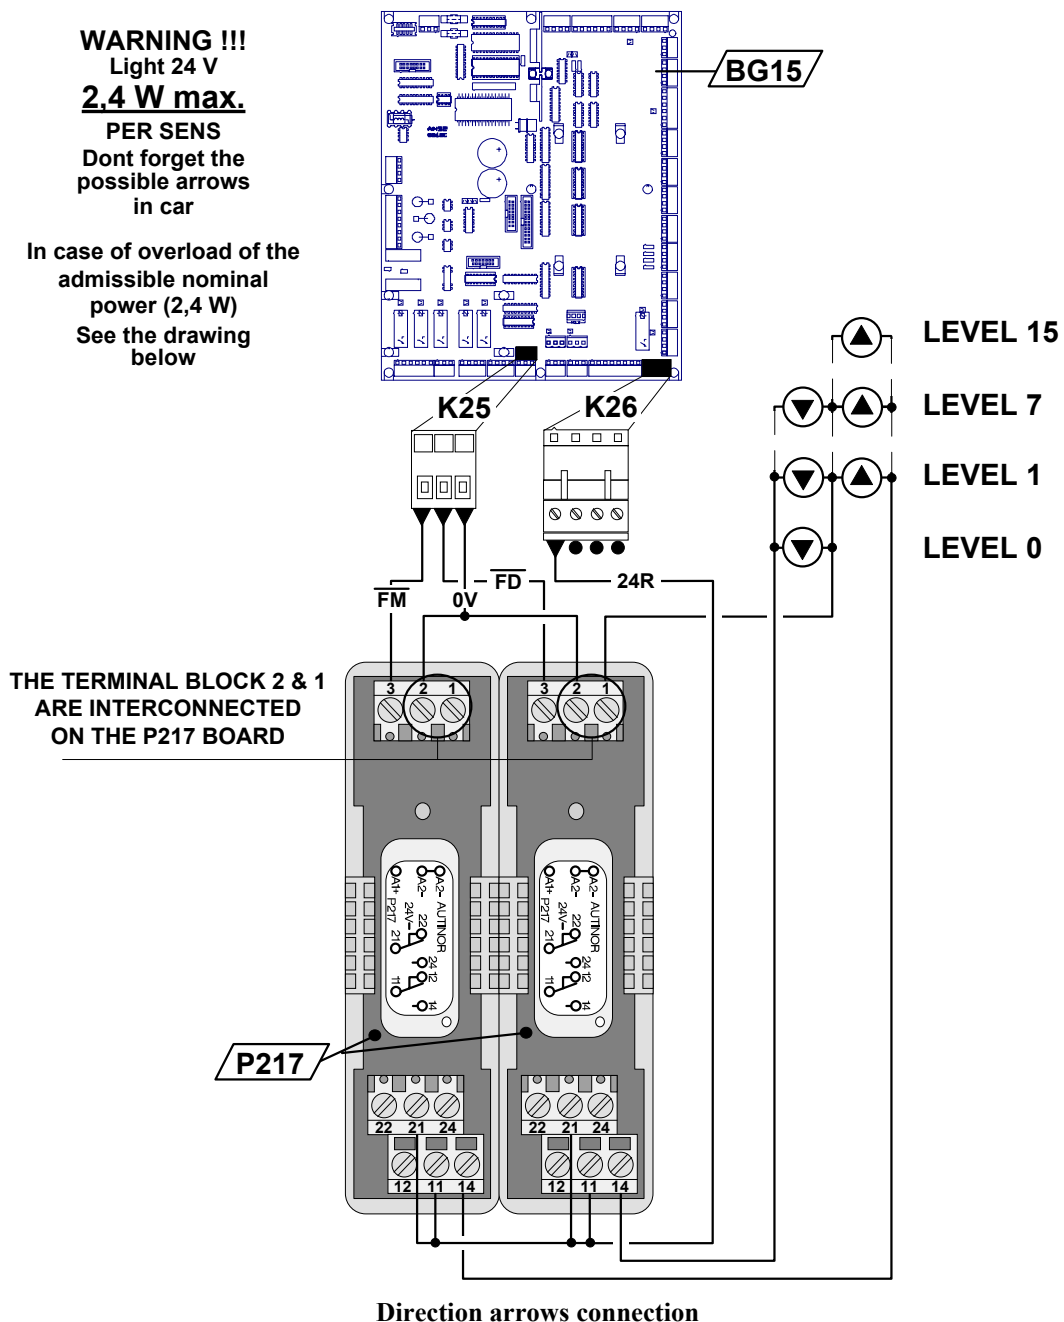 WARNING !!!
Light 24 V
2,4 W max.
PER SENS
Dont forget the
possible arrows
in car
In case of overload of the
admissible nominal
power (2,4 W)
See the drawing
below
BG15
K25
K26
LEVEL 15
LEVEL 7
LEVEL 1
LEVEL 0
FM
0V
FD
24R
THE TERMINAL BLOCK 2 & 1
ARE INTERCONNECTED
ON THE P217 BOARD
3 2 1
3 2 1
A1+ A2- A2-
P217 24V~ AUTINOR
21 22 24
11 12 14
A1+ A2- A2-
P217 24V~ AUTINOR
21 22 24
11 12 14
P217
22 21 24
12 11 14
22 21 24
12 11 14
Direction arrows connection